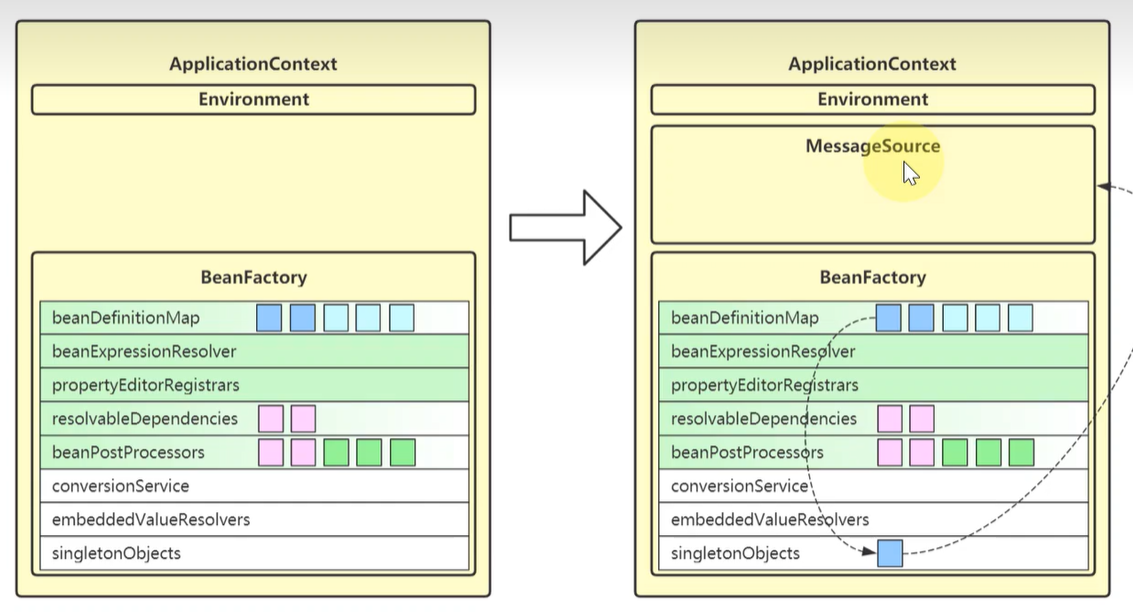 ApplicationContext
Environment
BeanFactory
beanDefinitionMap
beanExpressionResolver
propertyEditorRegistrars
resolvableDependencies
beanPostProcessors
conversionService
embeddedValueResolvers
singletonObjects
ApplicationContext
Environment
MessageSource
BeanFactory
beanDefinitionMap
beanExpressionResolver
propertyEditorRegistrars
resolvableDependencies
beanPostProcessors
conversionService
embeddedValueResolvers
singletonObjects